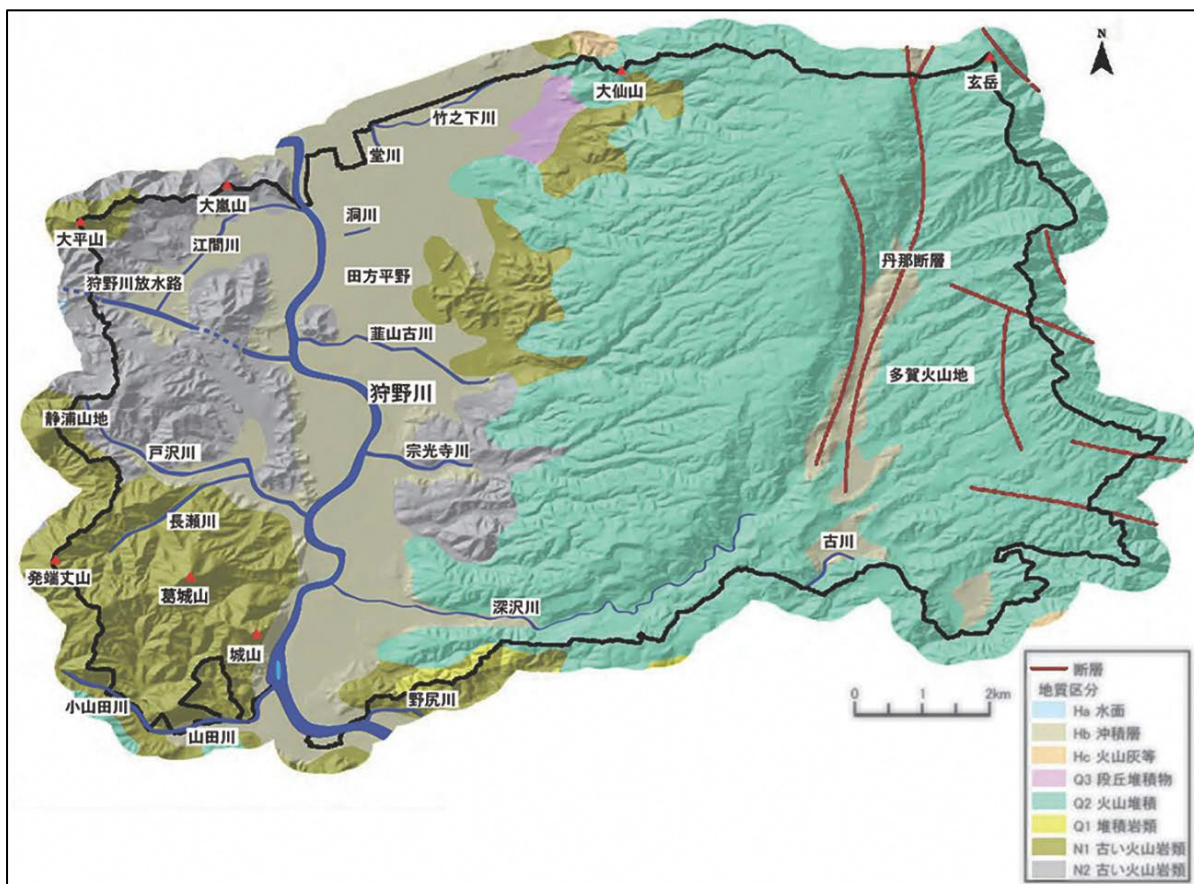 N
大仙山
玄岳
竹之下川
堂川
大嵐山
大平山
江間川
洞川
田方平野
丹那断層
狩野川放水路
韮山古川
狩野川
多賀火山地
静浦山地
戸沢川
宗光寺川
長瀬川
古川
発端丈山
葛城山
深沢川
城山
小山田川
野尻川
山田川
0 1 2km
断層
地質区分
Ha 水面
Hb 沖積層
Hc 火山灰等
Q3 段丘堆積物
Q2 火山堆積
Q1 堆積岩類
N1 古い火山岩類
N2 古い火山岩類